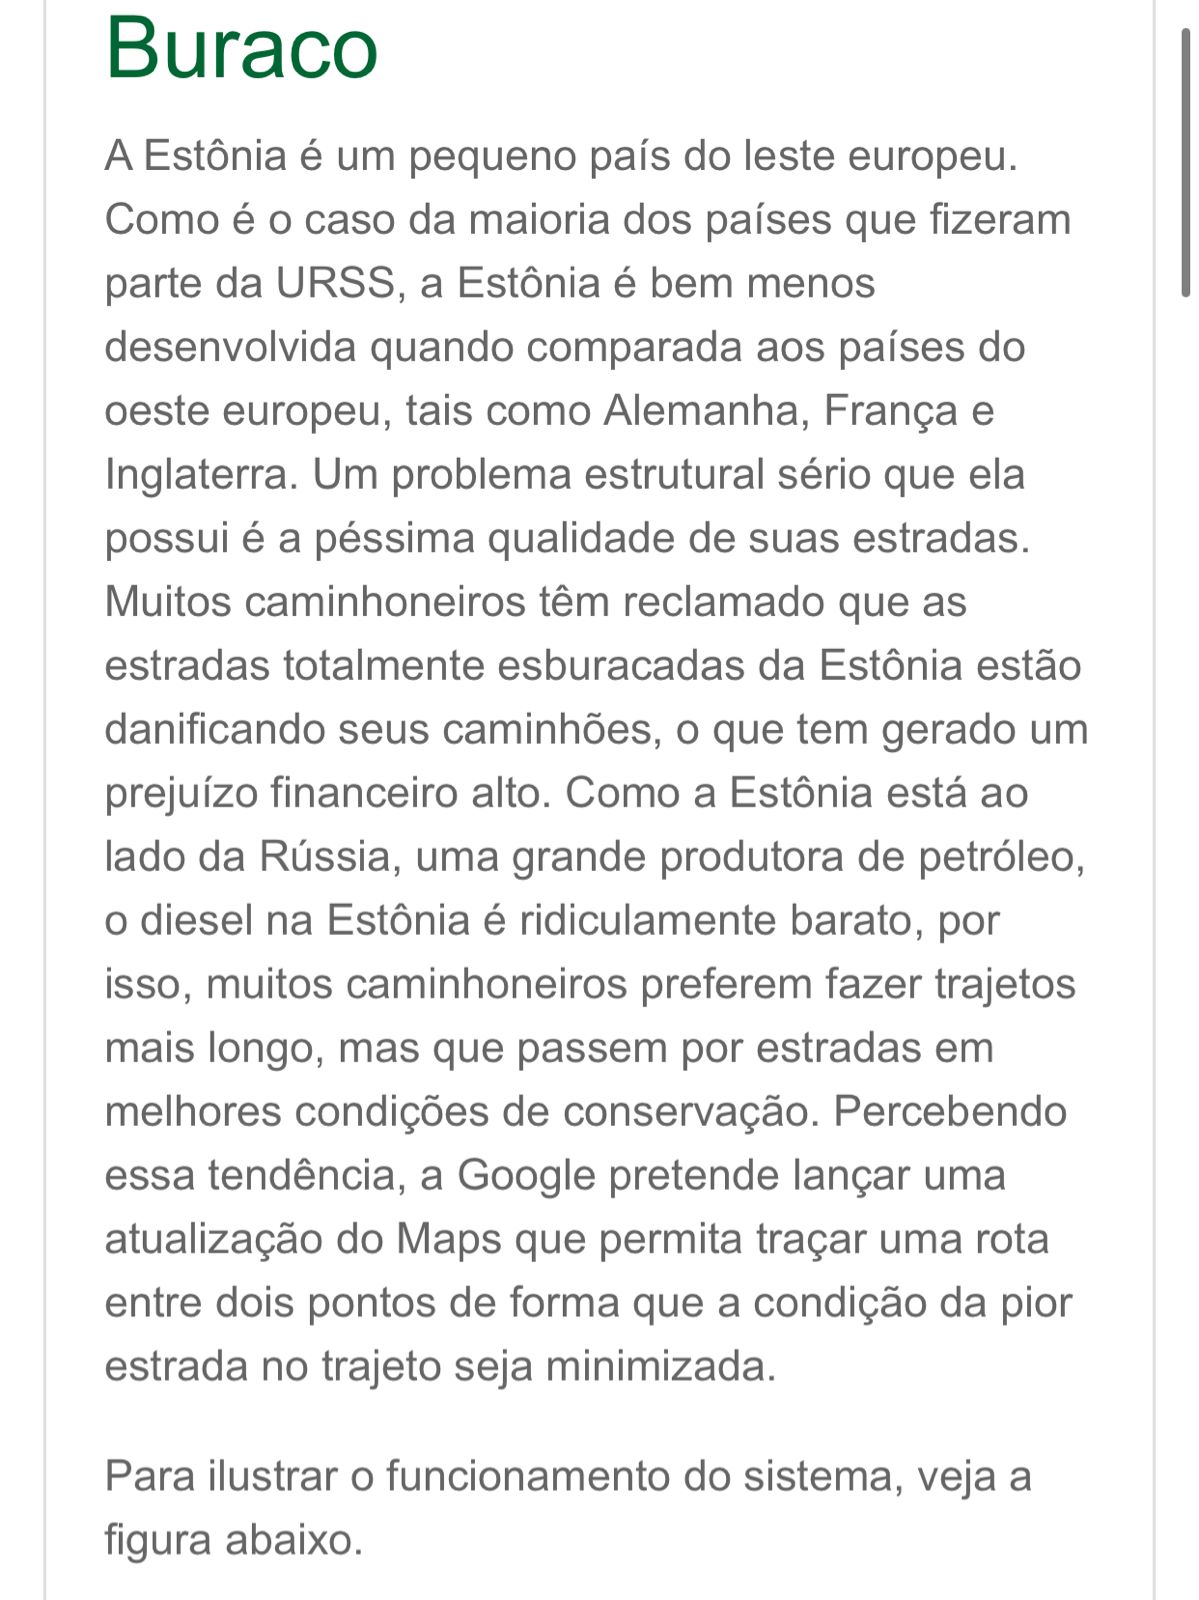 Buraco
A Estônia é um pequeno país do leste europeu.
Como é o caso da maioria dos países que fizeram
parte da URSS, a Estônia é bem menos
desenvolvida quando comparada aos países do
oeste europeu, tais como Alemanha, França e
Inglaterra. Um problema estrutural sério que ela
possui é a péssima qualidade de suas estradas.
Muitos caminhoneiros têm reclamado que as
estradas totalmente esburacadas da Estônia estão
danificando seus caminhões, o que tem gerado um
prejuízo financeiro alto. Como a Estônia está ao
lado da Rússia, uma grande produtora de petróleo,
o diesel na Estônia é ridiculamente barato, por
isso, muitos caminhoneiros preferem fazer trajetos
mais longo, mas que passem por estradas em
melhores condições de conservação. Percebendo
essa tendência, a Google pretende lançar uma
atualização do Maps que permita traçar uma rota
entre dois pontos de forma que a condição da pior
estrada no trajeto seja minimizada.
Para ilustrar o funcionamento do sistema, veja a
figura abaixo.